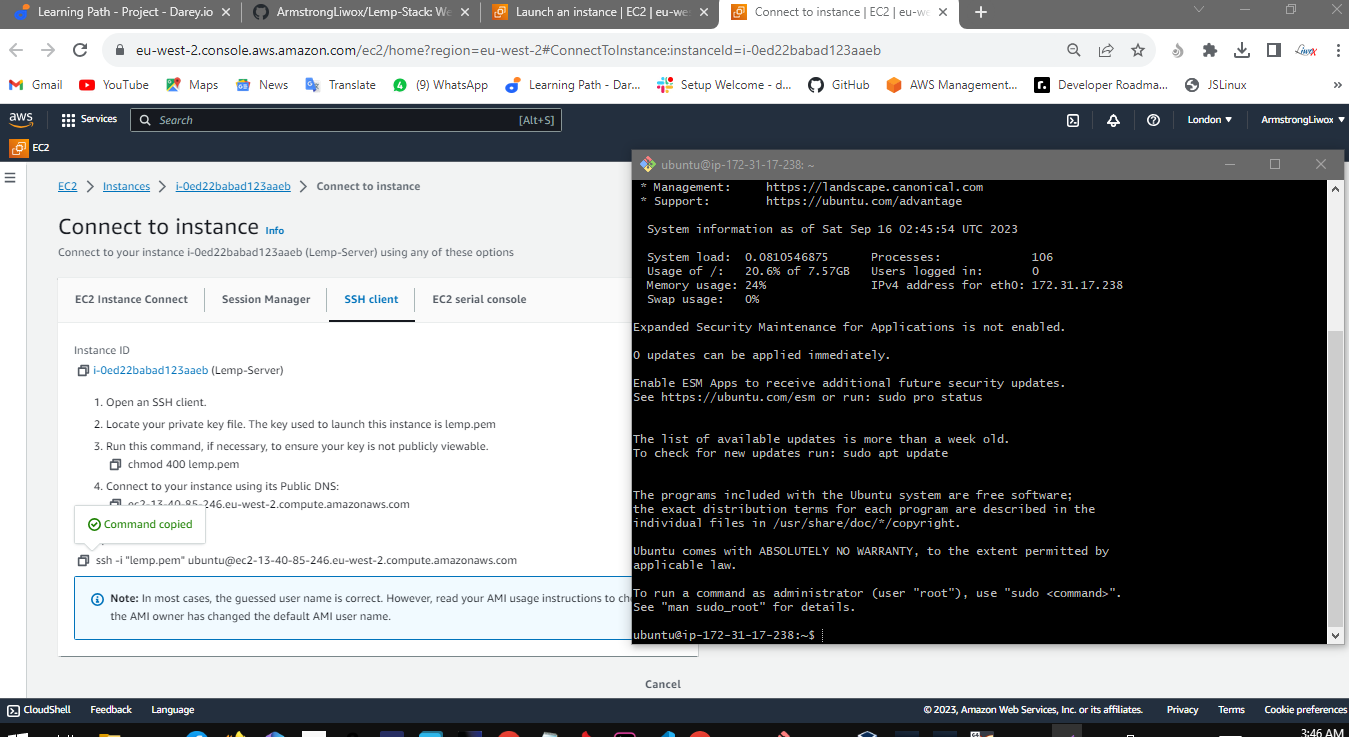 Learning Path - Project - Darey.io
ArmstrongLiwox/Lemp-Stack: We
Launch an instance | EC2 | eu-we
Connect to instance | EC2 | eu-w
eu-west-2.console.aws.amazon.com/ec2/home?region=eu-west-2#ConnectToInstance:instanceId=i-0ed22babad123aaeb
Gmail
YouTube
Maps
News
Translate
(9) WhatsApp
Learning Path - Dar...
Setup Welcome - d...
GitHub
AWS Management...
Developer Roadma...
JSLinux
aws
Services
Search
[Alt+S]
London
ArmstrongLiwox
EC2
EC2
Instances
i-0ed22babad123aaeb
Connect to instance
Connect to instance Info
Connect to your instance i-0ed22babad123aaeb (Lemp-Server) using any of these options
EC2 Instance Connect
Session Manager
SSH client
EC2 serial console
Instance ID
i-0ed22babad123aaeb (Lemp-Server)
1. Open an SSH client.
2. Locate your private key file. The key used to launch this instance is lemp.pem
3. Run this command, if necessary, to ensure your key is not publicly viewable.
chmod 400 lemp.pem
4. Connect to your instance using its Public DNS:
ec2-13-40-85-246.eu-west-2.compute.amazonaws.com
Command copied
ssh -i "lemp.pem" ubuntu@ec2-13-40-85-246.eu-west-2.compute.amazonaws.com
Note: In most cases, the guessed user name is correct. However, read your AMI usage instructions to
the AMI owner has changed the default AMI user name.
Cancel
ubuntu@ip-172-31-17-238: ~
* Management: https://landscape.canonical.com
* Support: https://ubuntu.com/advantage
System information as of Sat Sep 16 02:45:54 UTC 2023
System load: 0.0810546875 Processes: 106
Usage of /: 20.6% of 7.57GB Users logged in: 0
Memory usage: 24% IPv4 address for eth0: 172.31.17.238
Swap usage: 0%
Expanded Security Maintenance for Applications is not enabled.
0 updates can be applied immediately.
Enable ESM Apps to receive additional future security updates.
See https://ubuntu.com/esm or run: sudo pro status
The list of available updates is more than a week old.
To check for new updates run: sudo apt update
The programs included with the Ubuntu system are free software;
the exact distribution terms for each program are described in the
individual files in /usr/share/doc/*/copyright.
Ubuntu comes with ABSOLUTELY NO WARRANTY, to the extent permitted by
applicable law.
To run a command as administrator (user "root"), use "sudo <command>".
See "man sudo_root" for details.
ubuntu@ip-172-31-17-238:~$
CloudShell
Feedback
Language
© 2023, Amazon Web Services, Inc. or its affiliates.
Privacy
Terms
Cookie preferences
3:46 AM